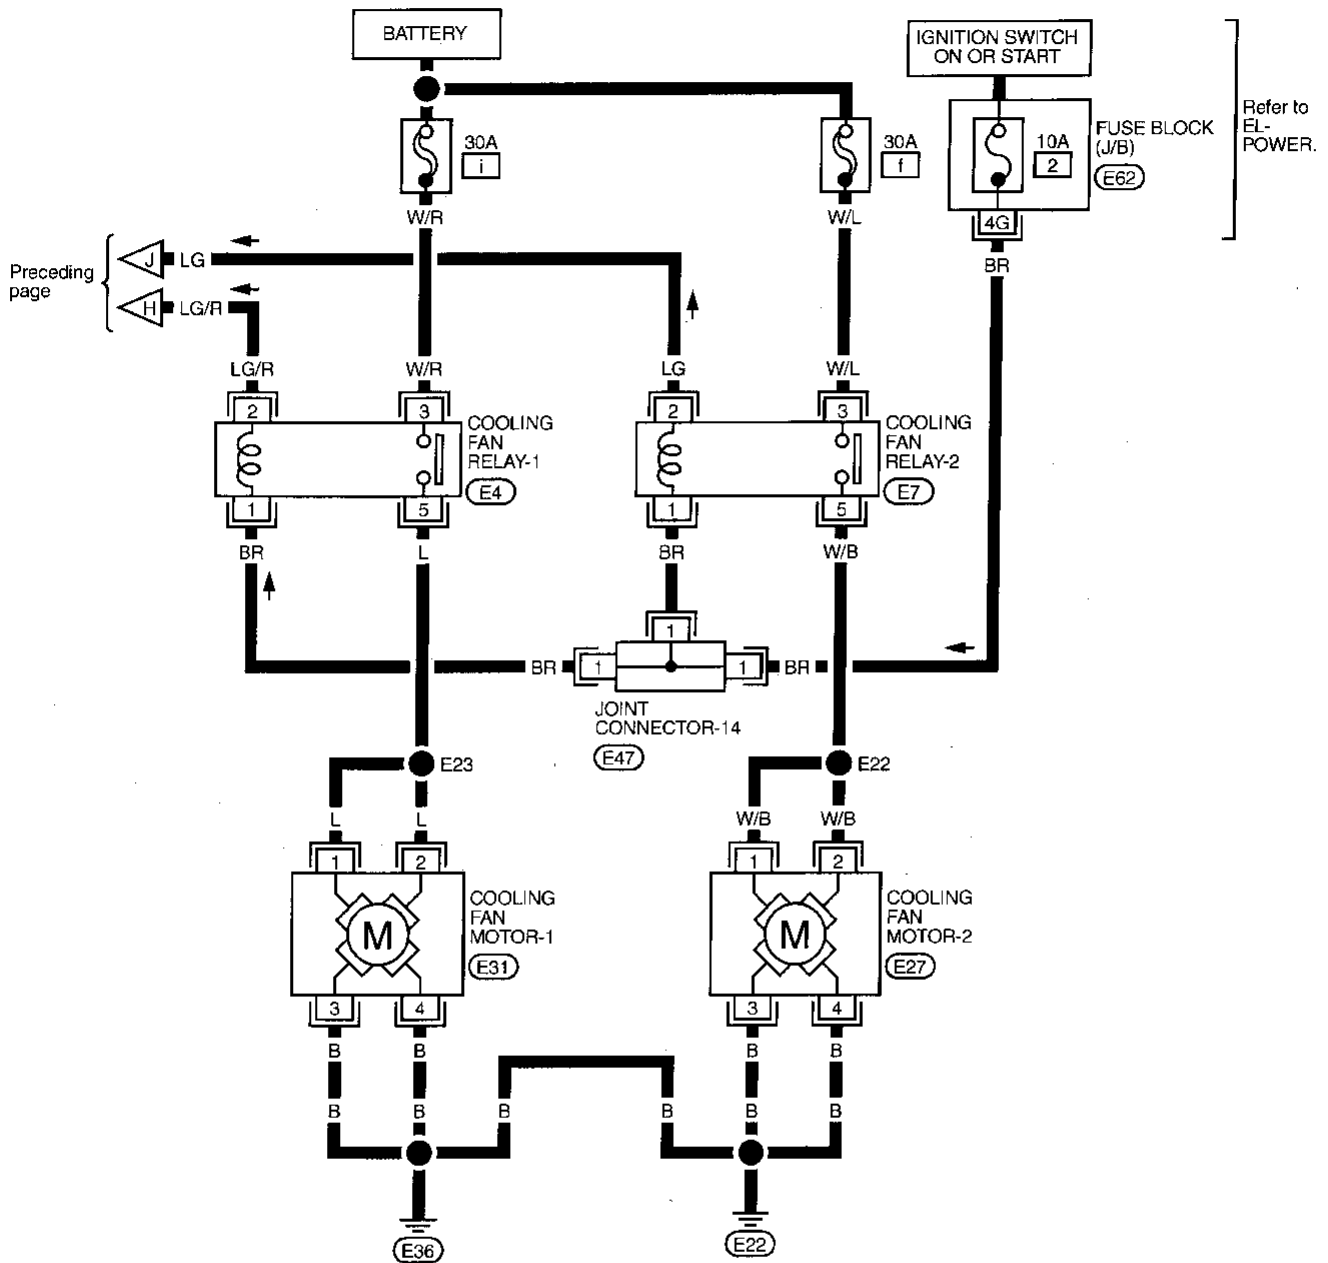 BATTERY
IGNITION SWITCH
ON OR START
Refer to
EL-
POWER.
30A
i
30A
f
10A
2
FUSE BLOCK
(J/B)
E62
4G
W/R
W/L
BR
Preceding
page
J
LG
H
LG/R
LG/R
W/R
LG
W/L
2
3
COOLING
FAN
RELAY-1
E4
2
3
COOLING
FAN
RELAY-2
E7
1
5
1
5
BR
L
BR
W/B
1
BR
1
1
BR
JOINT
CONNECTOR-14
E47
E23
E22
L
L
W/B
W/B
1
2
1
2
M
COOLING
FAN
MOTOR-1
E31
M
COOLING
FAN
MOTOR-2
E27
3
4
3
4
B
B
B
B
B
B
B
B
B
B
E36
E22